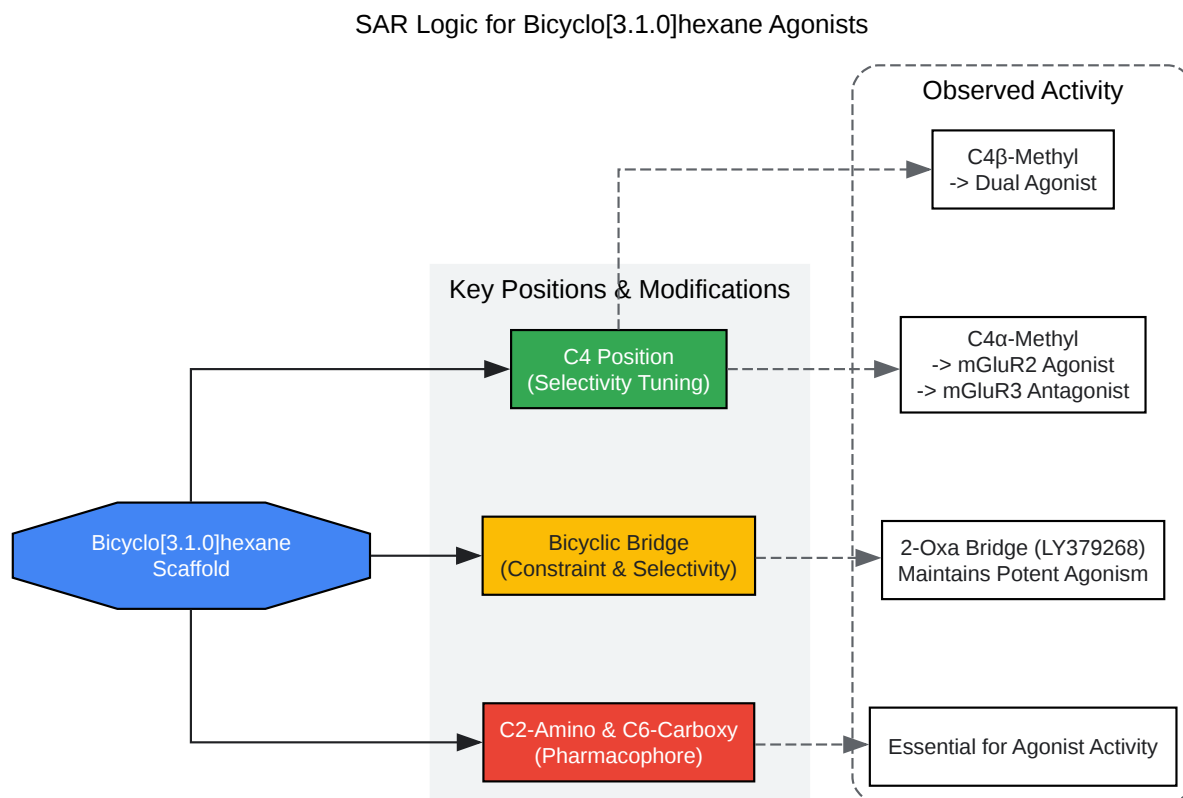 SAR Logic for Bicyclo[3.1.0]hexane Agonists
Observed Activity
C4β-Methyl
-> Dual Agonist
Key Positions & Modifications
C4 Position
(Selectivity Tuning)
C4α-Methyl
-> mGluR2 Agonist
-> mGluR3 Antagonist
Bicyclo[3.1.0]hexane
Scaffold
Bicyclic Bridge
(Constraint & Selectivity)
2-Oxa Bridge (LY379268)
Maintains Potent Agonism
C2-Amino & C6-Carboxy
(Pharmacophore)
Essential for Agonist Activity